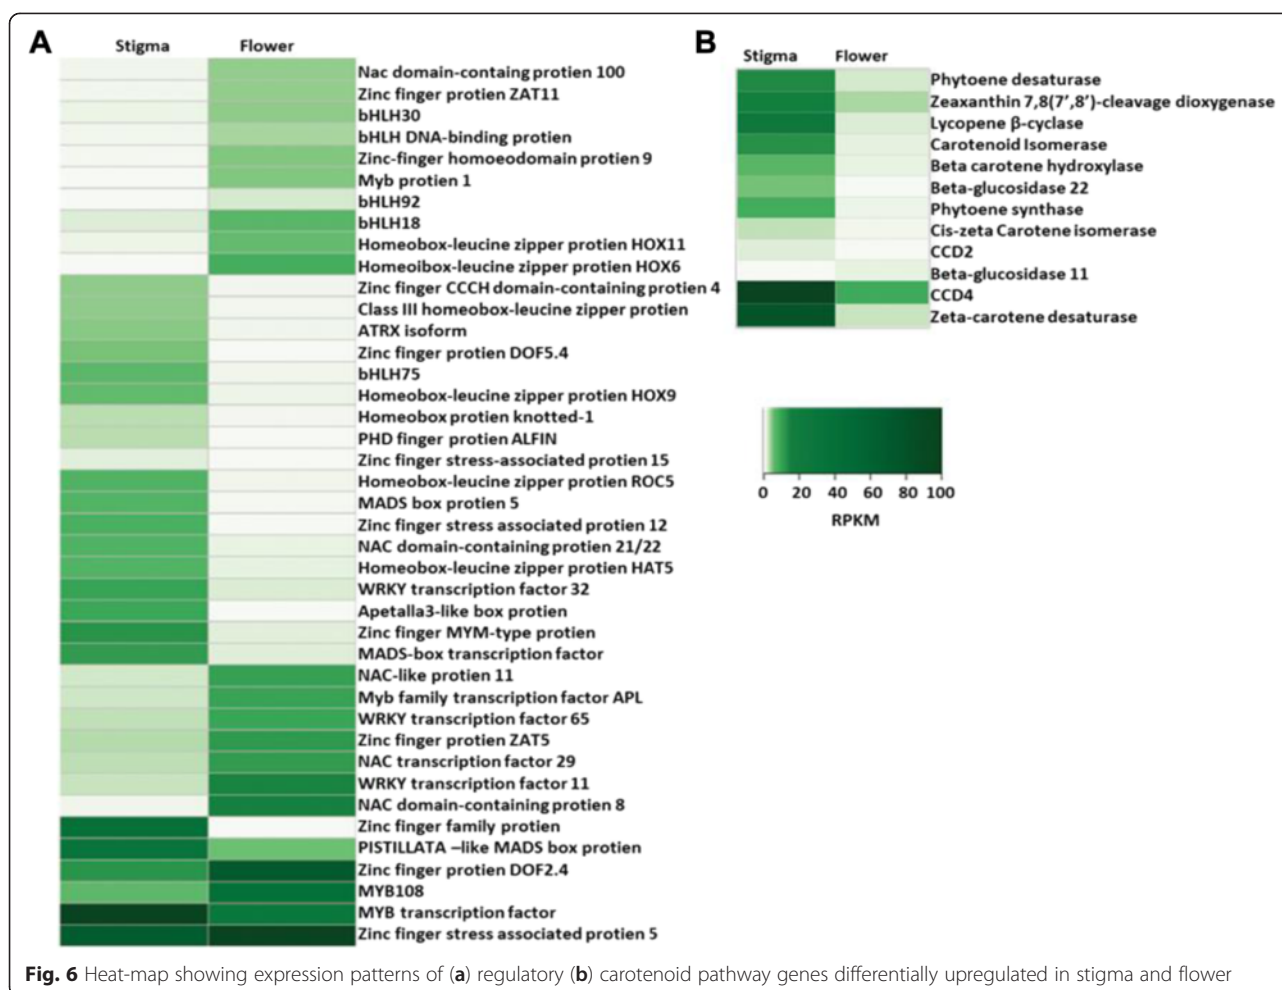 A
Stigma Flower
Nac domain-containg protien 100
Zinc finger protien ZAT11
bHLH30
bHLH DNA-binding protien
Zinc-finger homoeodomain protien 9
Myb protien 1
bHLH92
bHLH18
Homeobox-leucine zipper protien HOX11
Homeoibox-leucine zipper protien HOX6
Zinc finger CCCH domain-containing protien 4
Class III homeobox-leucine zipper protien
ATRX isoform
Zinc finger protien DOF5.4
bHLH75
Homeobox-leucine zipper protien HOX9
Homeobox protien knotted-1
PHD finger protien ALFIN
Zinc finger stress-associated protien 15
Homeobox-leucine zipper protien ROC5
MADS box protien 5
Zinc finger stress associated protien 12
NAC domain-containing protien 21/22
Homeobox-leucine zipper protien HAT5
WRKY transcription factor 32
Apetalla3-like box protien
Zinc finger MYM-type protien
MADS-box transcription factor
NAC-like protien 11
Myb family transcription factor APL
WRKY transcription factor 65
Zinc finger protien ZAT5
NAC transcription factor 29
WRKY transcription factor 11
NAC domain-containing protien 8
Zinc finger family protien
PISTILLATA –like MADS box protien
Zinc finger protien DOF2.4
MYB108
MYB transcription factor
Zinc finger stress associated protien 5
B
Stigma Flower
Phytoene desaturase
Zeaxanthin 7,8(7’,8’)-cleavage dioxygenase
Lycopene β-cyclase
Carotenoid Isomerase
Beta carotene hydroxylase
Beta-glucosidase 22
Phytoene synthase
Cis-zeta Carotene isomerase
CCD2
Beta-glucosidase 11
CCD4
Zeta-carotene desaturase
0 20 40 60 80 100
RPKM
Fig. 6 Heat-map showing expression patterns of (a) regulatory (b) carotenoid pathway genes differentially upregulated in stigma and flower